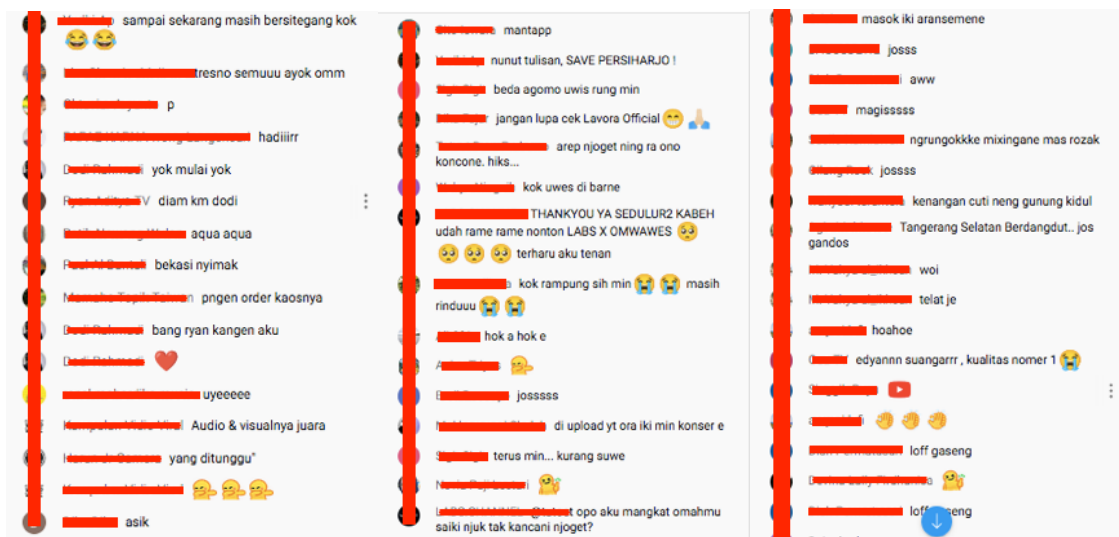 sampai sekarang masih bersitegang kok
😂😂
tresno semuuu ayok omm
p
hadiiirr
yok mulai yok
TV diam km dodi
aqua aqua
bekasi nyimak
pngen order kaosnya
bang ryan kangen aku
❤️
uyeeeee
Audio & visualnya juara
yang ditunggu"
asik
mantapp
nunut tulisan, SAVE PERSIHARJO !
beda agomo uwis rung min
jangan lupa cek Lavora Official 😁🙏🏻
arep njoget ning ra ono
koncone. hiks...
kok uwes di barne
THANKYOU YA SEDULUR2 KABEH
udah rame rame nonton LABS X OMWAWES 🥺
🥺🥺🥺 terharu aku tenan
kok rampung sih min 😭😭 masih
rinduuu 😭😭
hok a hok e
josssss
di upload yt ora iki min konser e
terus min... kurang suwe
opo aku mangkat omahmu
saiki njuk tak kancani njoget?
masok iki aransemene
josss
aww
magisssss
ngrungokkke mixingane mas rozak
jossss
kenangan cuti neng gunung kidul
Tangerang Selatan Berdangdut.. jos
gandos
woi
telat je
hoahoe
edyannn suangarrr , kualitas nomer 1 😭
loff gaseng